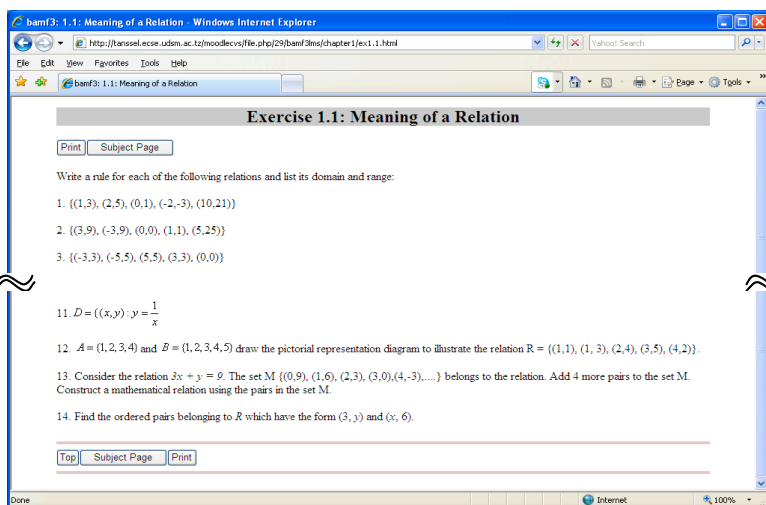 bamf3: 1.1: Meaning of a Relation - Windows Internet Explorer
http://tanssel.ecse.udsm.ac.tz/moodlecvs/file.php/29/bamf3lms/chapter1/ex1.1.html
Yahoo! Search
File Edit View Favorites Tools Help
bamf3: 1.1: Meaning of a Relation
Page Tools »
Exercise 1.1: Meaning of a Relation
Print Subject Page
Write a rule for each of the following relations and list its domain and range:
1. {(1,3), (2,5), (0,1), (-2,-3), (10,21)}
2. {(3,9), (-3,9), (0,0), (1,1), (5,25)}
3. {(-3,3), (-5,5), (5,5), (3,3), (0,0)}
11. D = {(x, y) : y = 1/x
12. A = {1, 2, 3, 4} and B = {1, 2, 3, 4, 5} draw the pictorial representation diagram to illustrate the relation R = {(1,1), (1, 3), (2,4), (3,5), (4,2)}.
13. Consider the relation 3x + y = 9. The set M {(0,9), (1,6), (2,3), (3,0),(4,-3),....} belongs to the relation. Add 4 more pairs to the set M.
Construct a mathematical relation using the pairs in the set M.
14. Find the ordered pairs belonging to R which have the form (3, y) and (x, 6).
Top Subject Page Print
Done Internet 100%